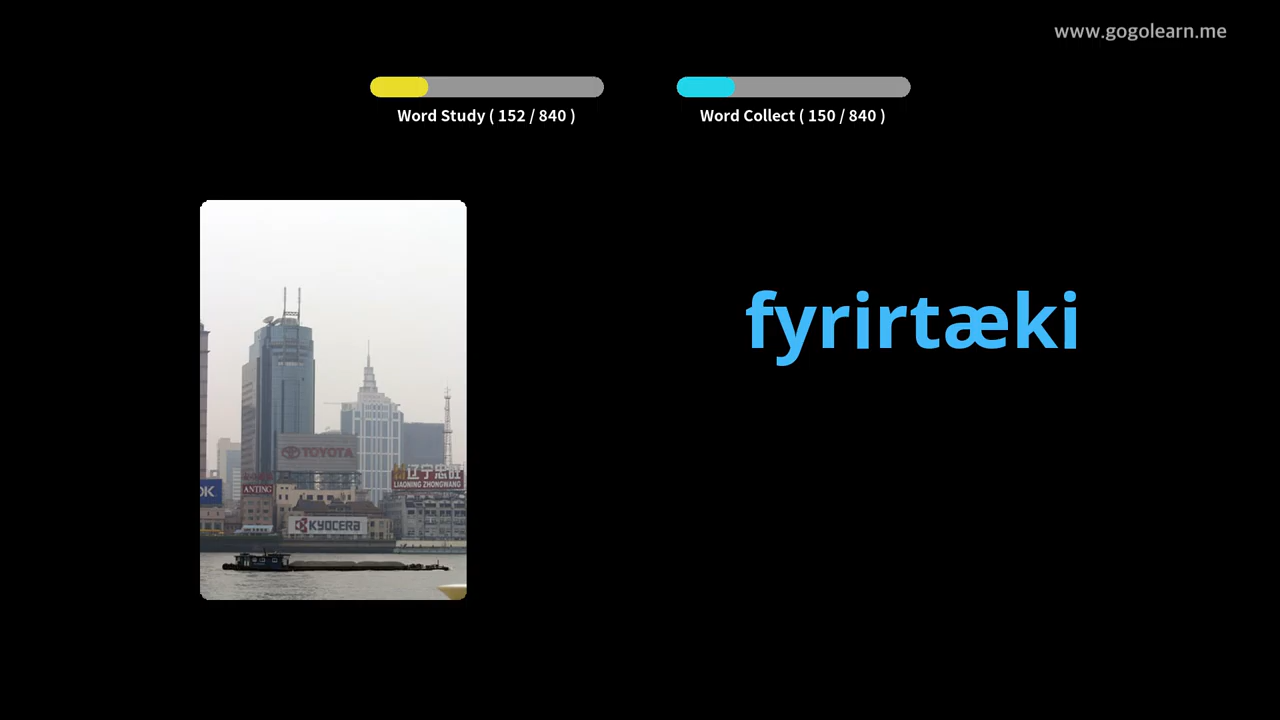 www.gogolearn.me
Word Study ( 152 / 840 )
Word Collect ( 150 / 840 )
fyrirtæki
TOYOTA
辽宁忠旺
LIAONING ZHONGWANG
OK
ANTING
KYOCERA